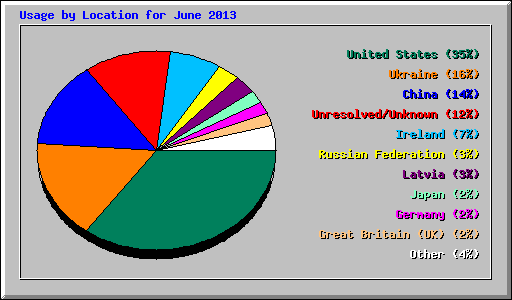 Usage by Location for June 2013
United States (35%)
Ukraine (16%)
China (14%)
Unresolved/Unknown (12%)
Ireland (7%)
Russian Federation (3%)
Latvia (3%)
Japan (2%)
Germany (2%)
Great Britain (UK) (2%)
Other (4%)